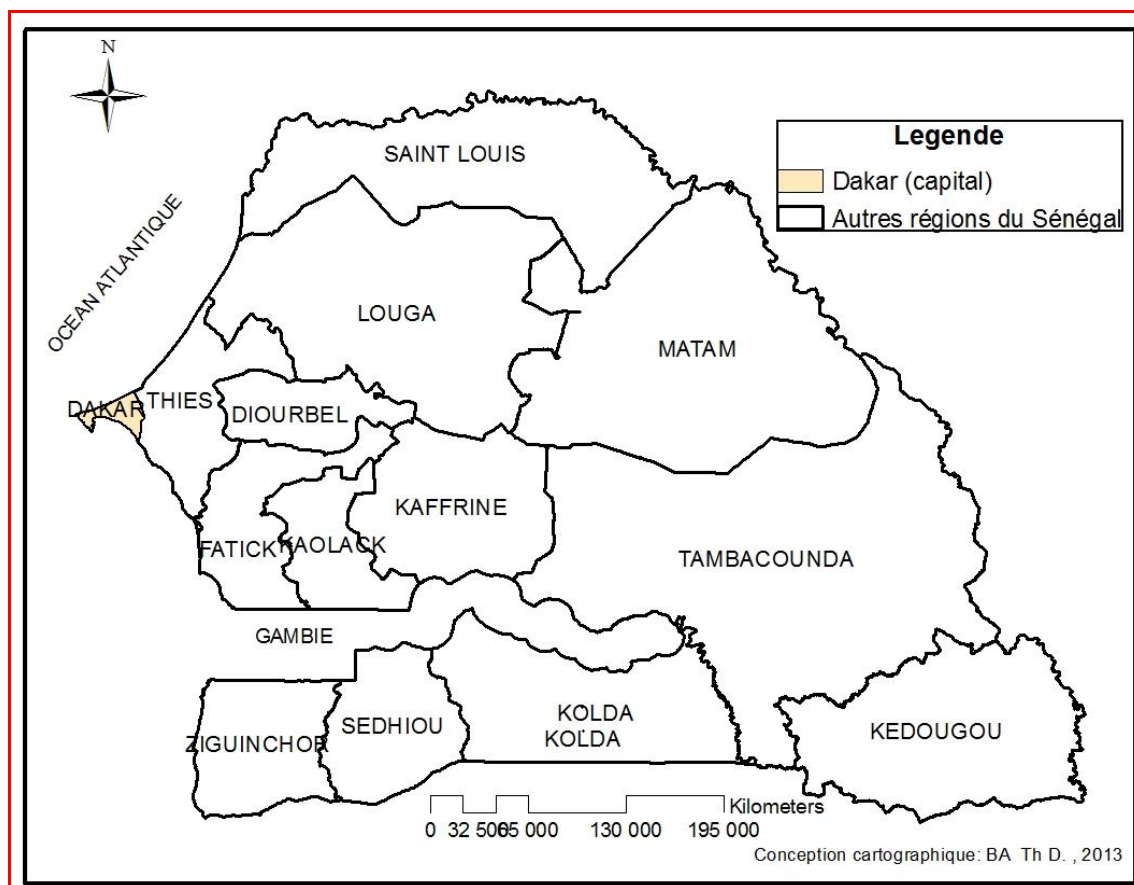 N
SAINT LOUIS
Legende
Dakar (capital)
Autres régions du Sénégal
OCEAN ATLANTIQUE
LOUGA
MATAM
DAKAR
THIES
DIOURBEL
KAFFRINE
FATICK
KAOLACK
TAMBACOUNDA
GAMBIE
ZIGUINCHOR
SEDHIOU
KOLDA
KOLDA
KEDOUGOU
Kilometers
0 32 500 65 000 130 000 195 000
Conception cartographique: BA Th D. , 2013